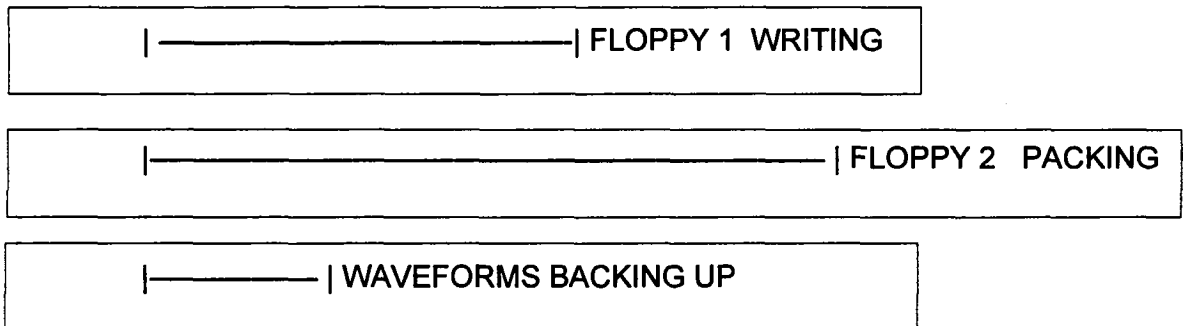 FLOPPY 1 WRITING
FLOPPY 2 PACKING
WAVEFORMS BACKING UP